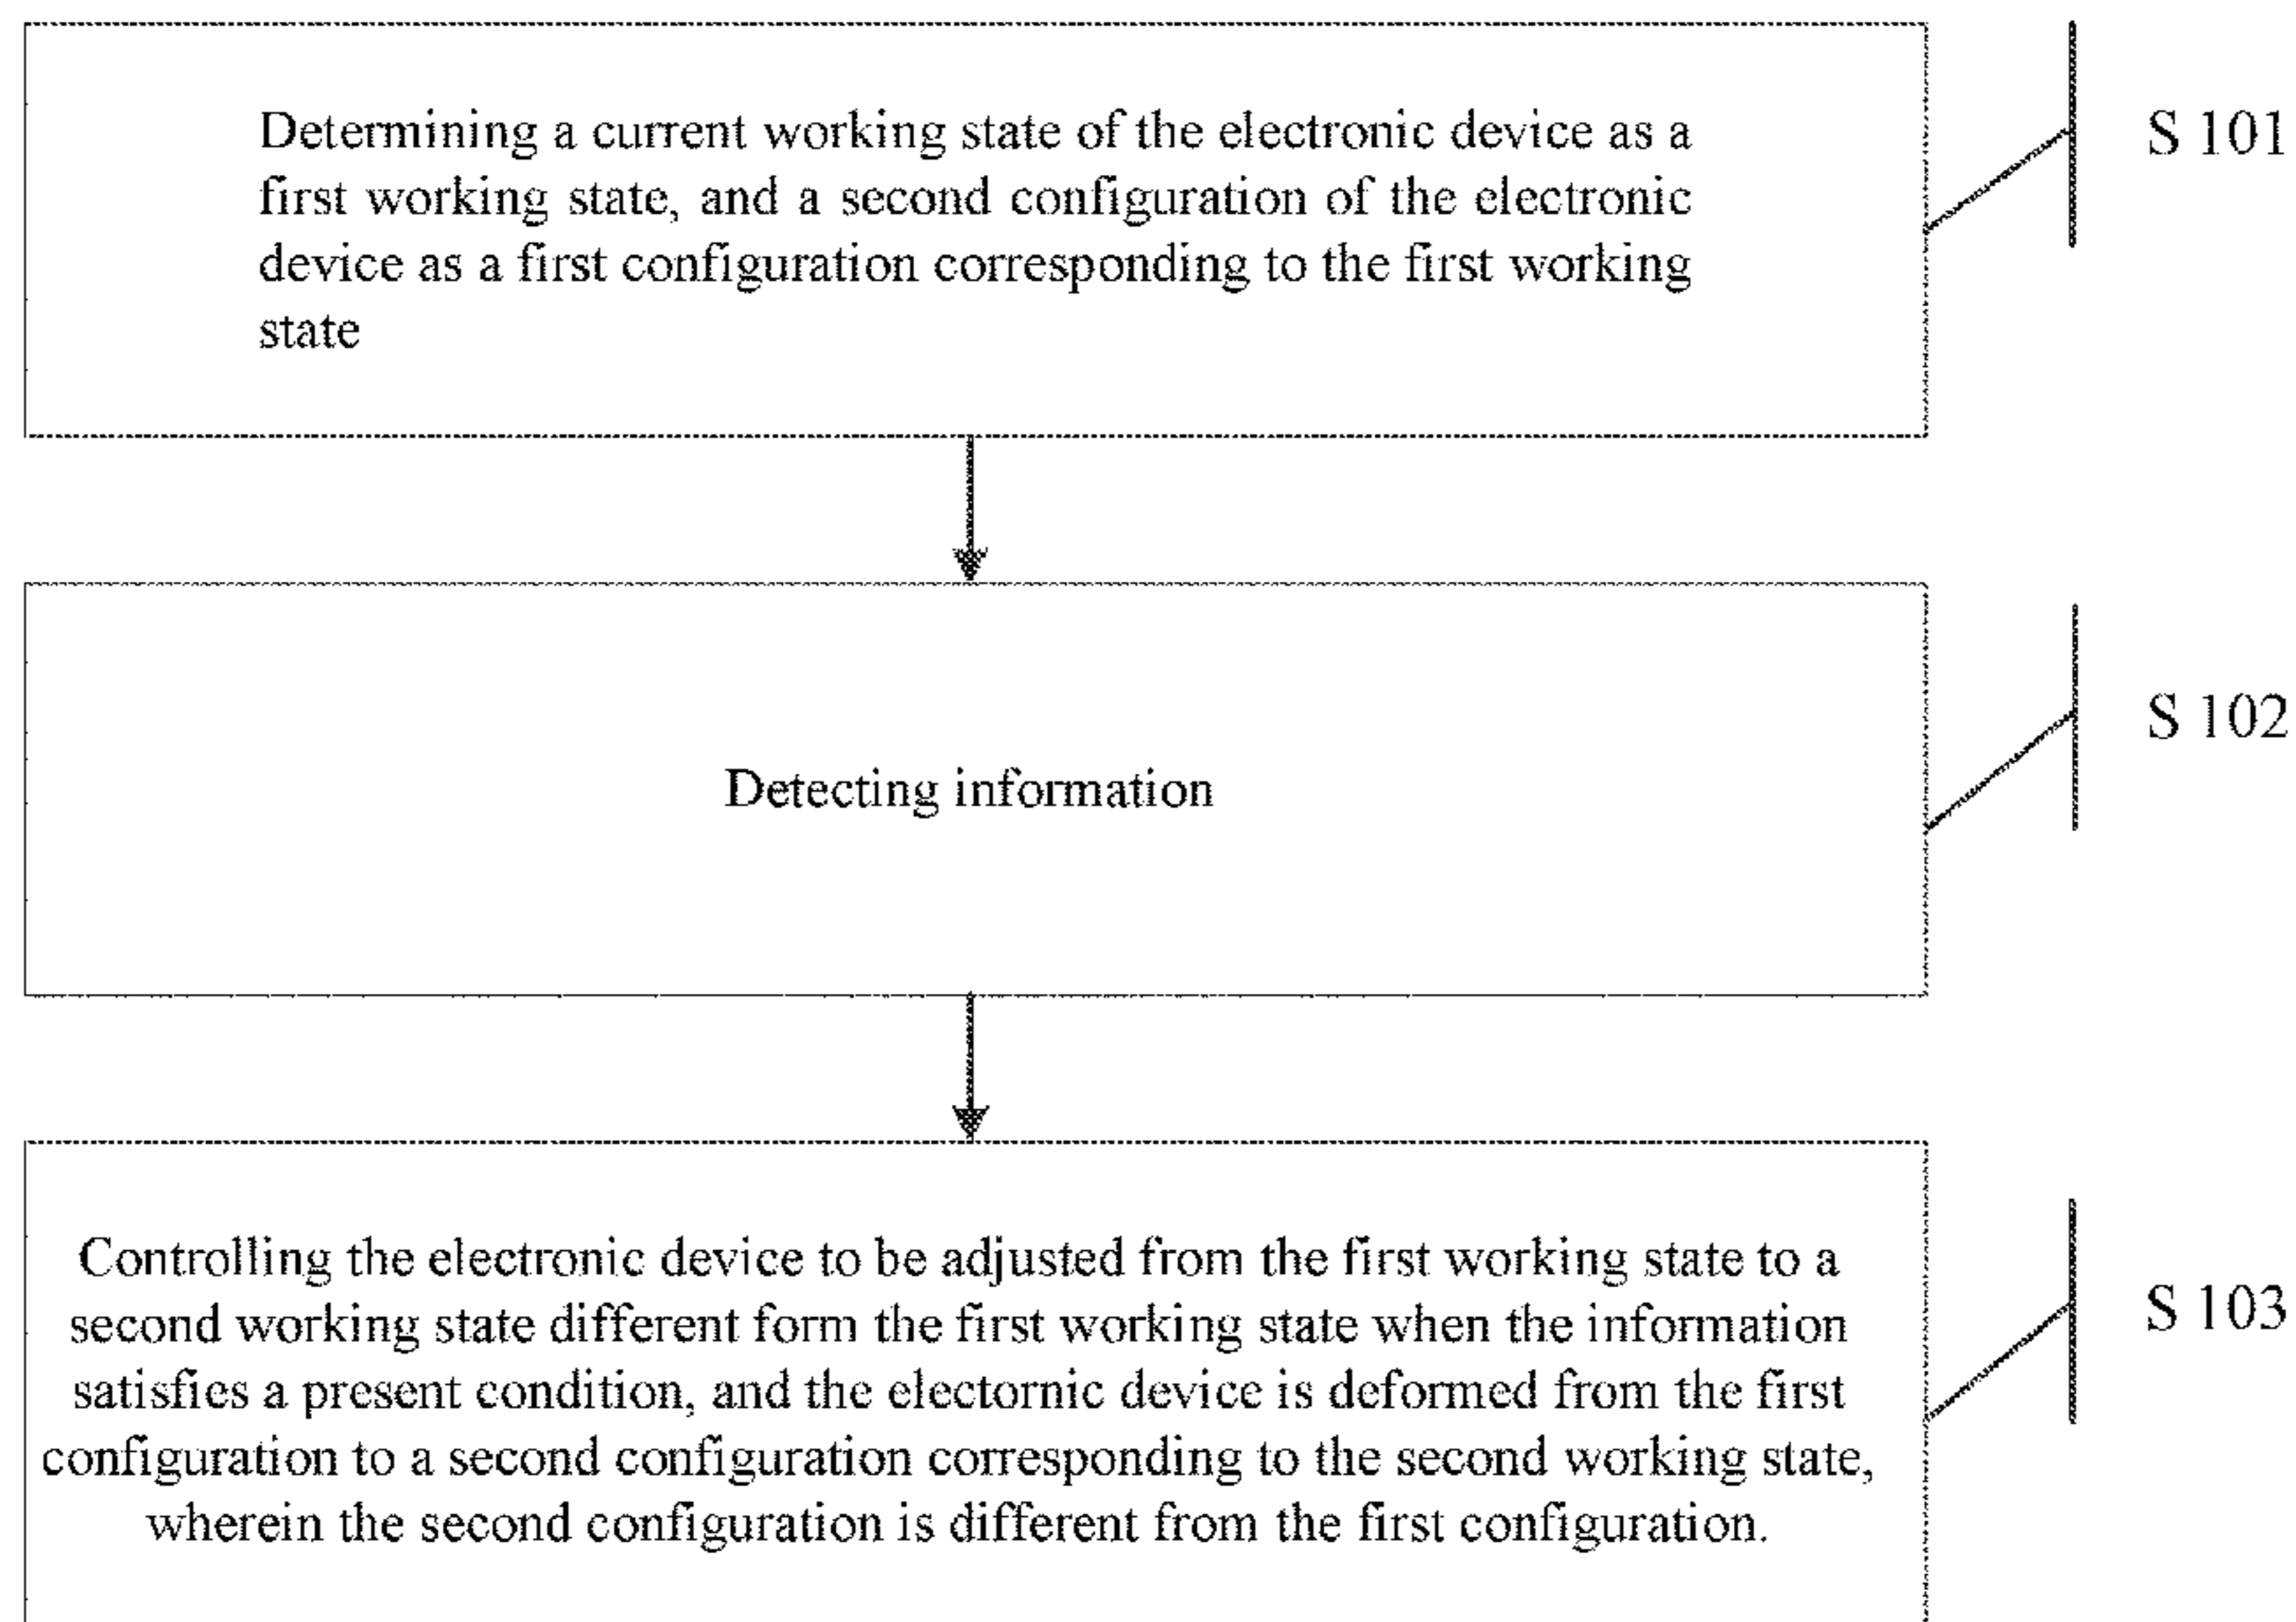 Determining a current working state of the electronic device as a
first working state, and a second configuration of the electronic
device as a first configuration corresponding to the first working
state
S 101
Detecting information
S 102
Controlling the electronic device to be adjusted from the first working state to a
second working state different form the first working state when the information
satisfies a present condition, and the electornic device is deformed from the first
configuration to a second configuration corresponding to the second working state,
wherein the second configuration is different from the first configuration.
S 103